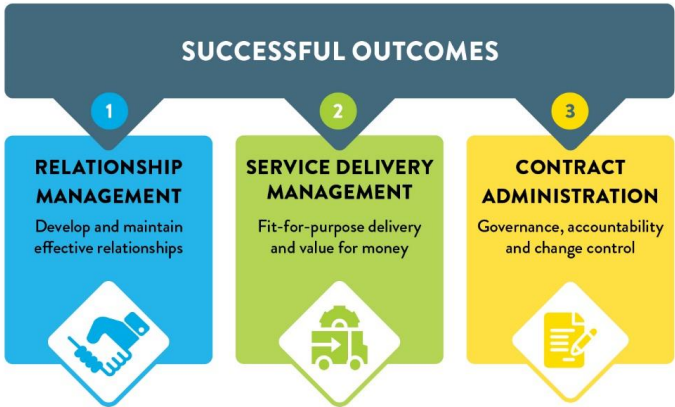 SUCCESSFUL OUTCOMES
1
RELATIONSHIP
MANAGEMENT
Develop and maintain
effective relationships
2
SERVICE DELIVERY
MANAGEMENT
Fit-for-purpose delivery
and value for money
3
CONTRACT
ADMINISTRATION
Governance, accountability
and change control